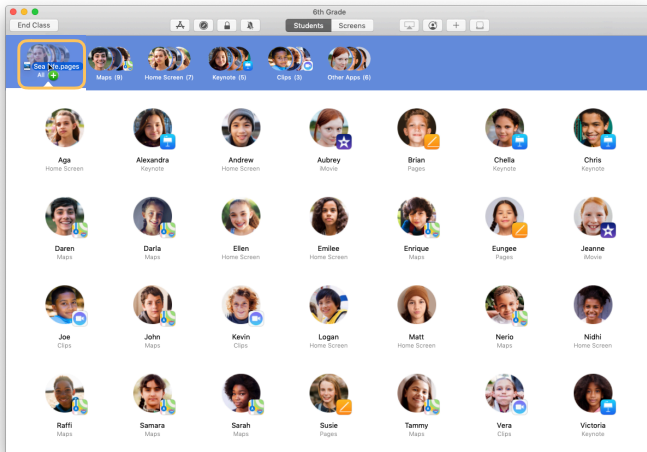 6th Grade
End Class
Students
Screens
Sea
fe.pages
All
Maps (9)
Home Screen (7)
Keynote (5)
Clips (3)
Other Apps (6)
Aga
Home Screen
Alexandra
Keynote
Andrew
Home Screen
Aubrey
iMovie
Brian
Pages
Chella
Keynote
Chris
Keynote
Daren
Maps
Darla
Maps
Ellen
Home Screen
Emilee
Home Screen
Enrique
Maps
Eungee
Pages
Jeanne
iMovie
Joe
Clips
John
Maps
Kevin
Clips
Logan
Home Screen
Matt
Home Screen
Nerio
Maps
Nidhi
Home Screen
Raffi
Maps
Samara
Maps
Sarah
Maps
Susie
Pages
Tammy
Maps
Vera
Clips
Victoria
Keynote